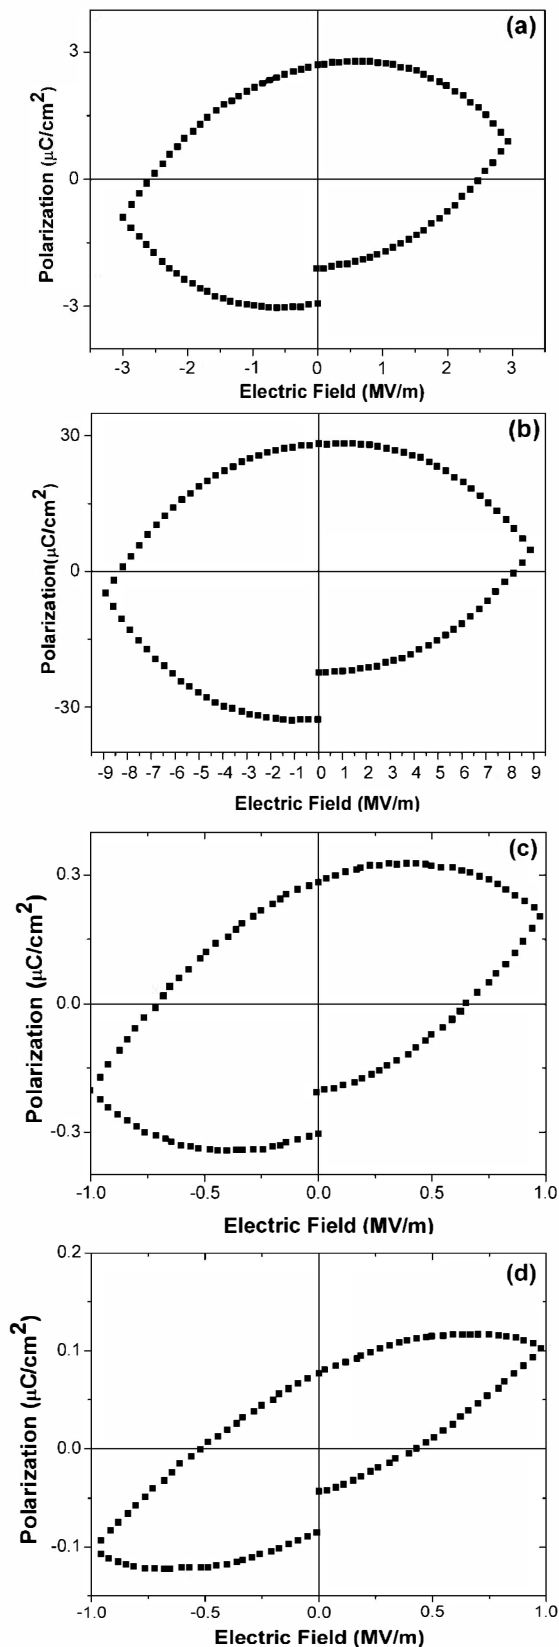 (a)
Polarization (μC/cm²)
3
0
-3
-3 -2 -1 0 1 2 3
Electric Field (MV/m)
(b)
Polarization(μC/cm²)
30
0
-30
-9 -8 -7 -6 -5 -4 -3 -2 -1 0 1 2 3 4 5 6 7 8 9
Electric Field (MV/m)
(c)
Polarization (μC/cm²)
0.3
0.0
-0.3
-1.0 -0.5 0.0 0.5 1.0
Electric Field (MV/m)
(d)
Polarization (μC/cm²)
0.2
0.1
0.0
-0.1
-1.0 -0.5 0.0 0.5 1.0
Electric Field (MV/m)